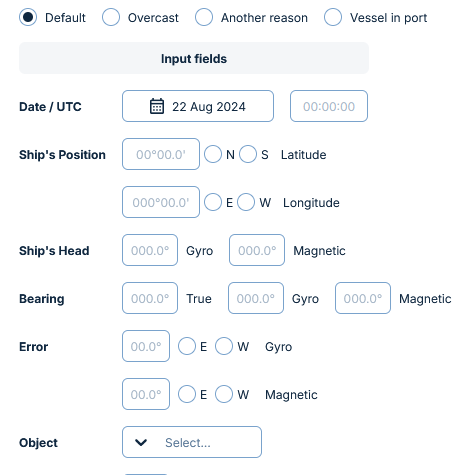 Default Overcast Another reason Vessel in port
Input fields
Date / UTC 22 Aug 2024 00:00:00
Ship's Position 00°00.0' N S Latitude
000°00.0' E W Longitude
Ship's Head 000.0° Gyro 000.0° Magnetic
Bearing 000.0° True 000.0° Gyro 000.0° Magnetic
Error 00.0° E W Gyro
00.0° E W Magnetic
Object Select...